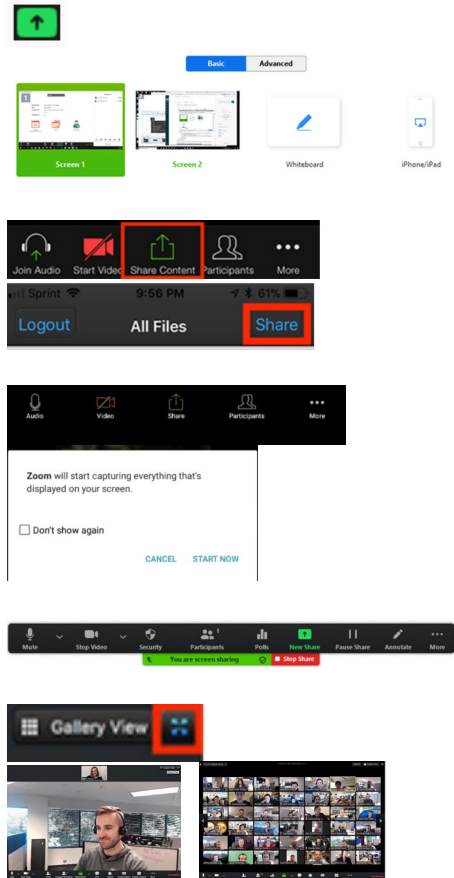 Basic Advanced
1
Screen 1 Screen 2 Whiteboard iPhone/iPad
Join Audio Start Video Share Content Participants More
Sprint 9:56 PM 61%
Logout All Files Share
Audio Video Share Participants More
Zoom will start capturing everything that's
displayed on your screen.
Don't show again
CANCEL START NOW
1
Mute Stop Video Security Participants Polls New Share Pause Share Annotate More
You are screen sharing Stop Share
Gallery View